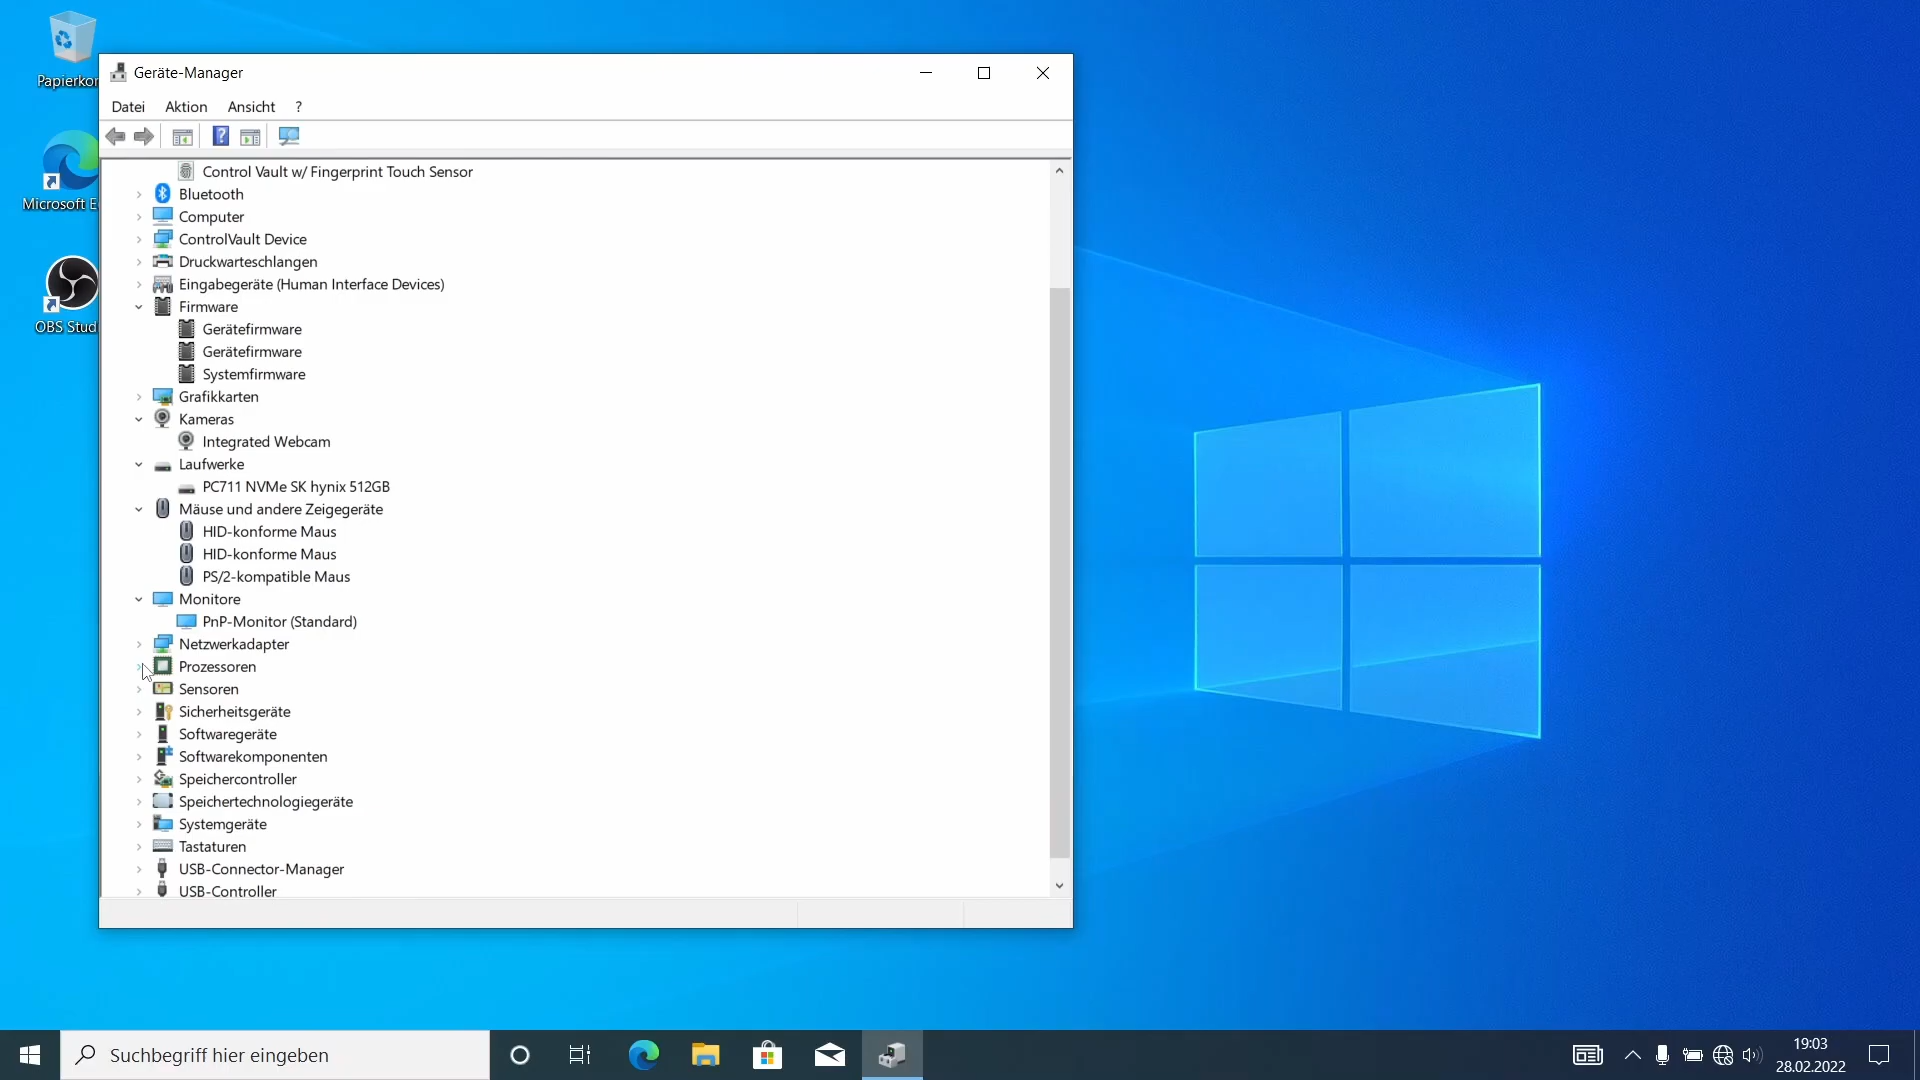 Papierkor
Microsoft E
OBS Studi
Geräte-Manager
Datei Aktion Ansicht ?
Control Vault w/ Fingerprint Touch Sensor
Bluetooth
Computer
ControlVault Device
Druckwarteschlangen
Eingabegeräte (Human Interface Devices)
Firmware
Gerätefirmware
Gerätefirmware
Systemfirmware
Grafikkarten
Kameras
Integrated Webcam
Laufwerke
PC711 NVMe SK hynix 512GB
Mäuse und andere Zeigegeräte
HID-konforme Maus
HID-konforme Maus
PS/2-kompatible Maus
Monitore
PnP-Monitor (Standard)
Netzwerkadapter
Prozessoren
Sensoren
Sicherheitsgeräte
Softwaregeräte
Softwarekomponenten
Speichercontroller
Speichertechnologiegeräte
Systemgeräte
Tastaturen
USB-Connector-Manager
USB-Controller
Suchbegriff hier eingeben
19:03
28.02.2022